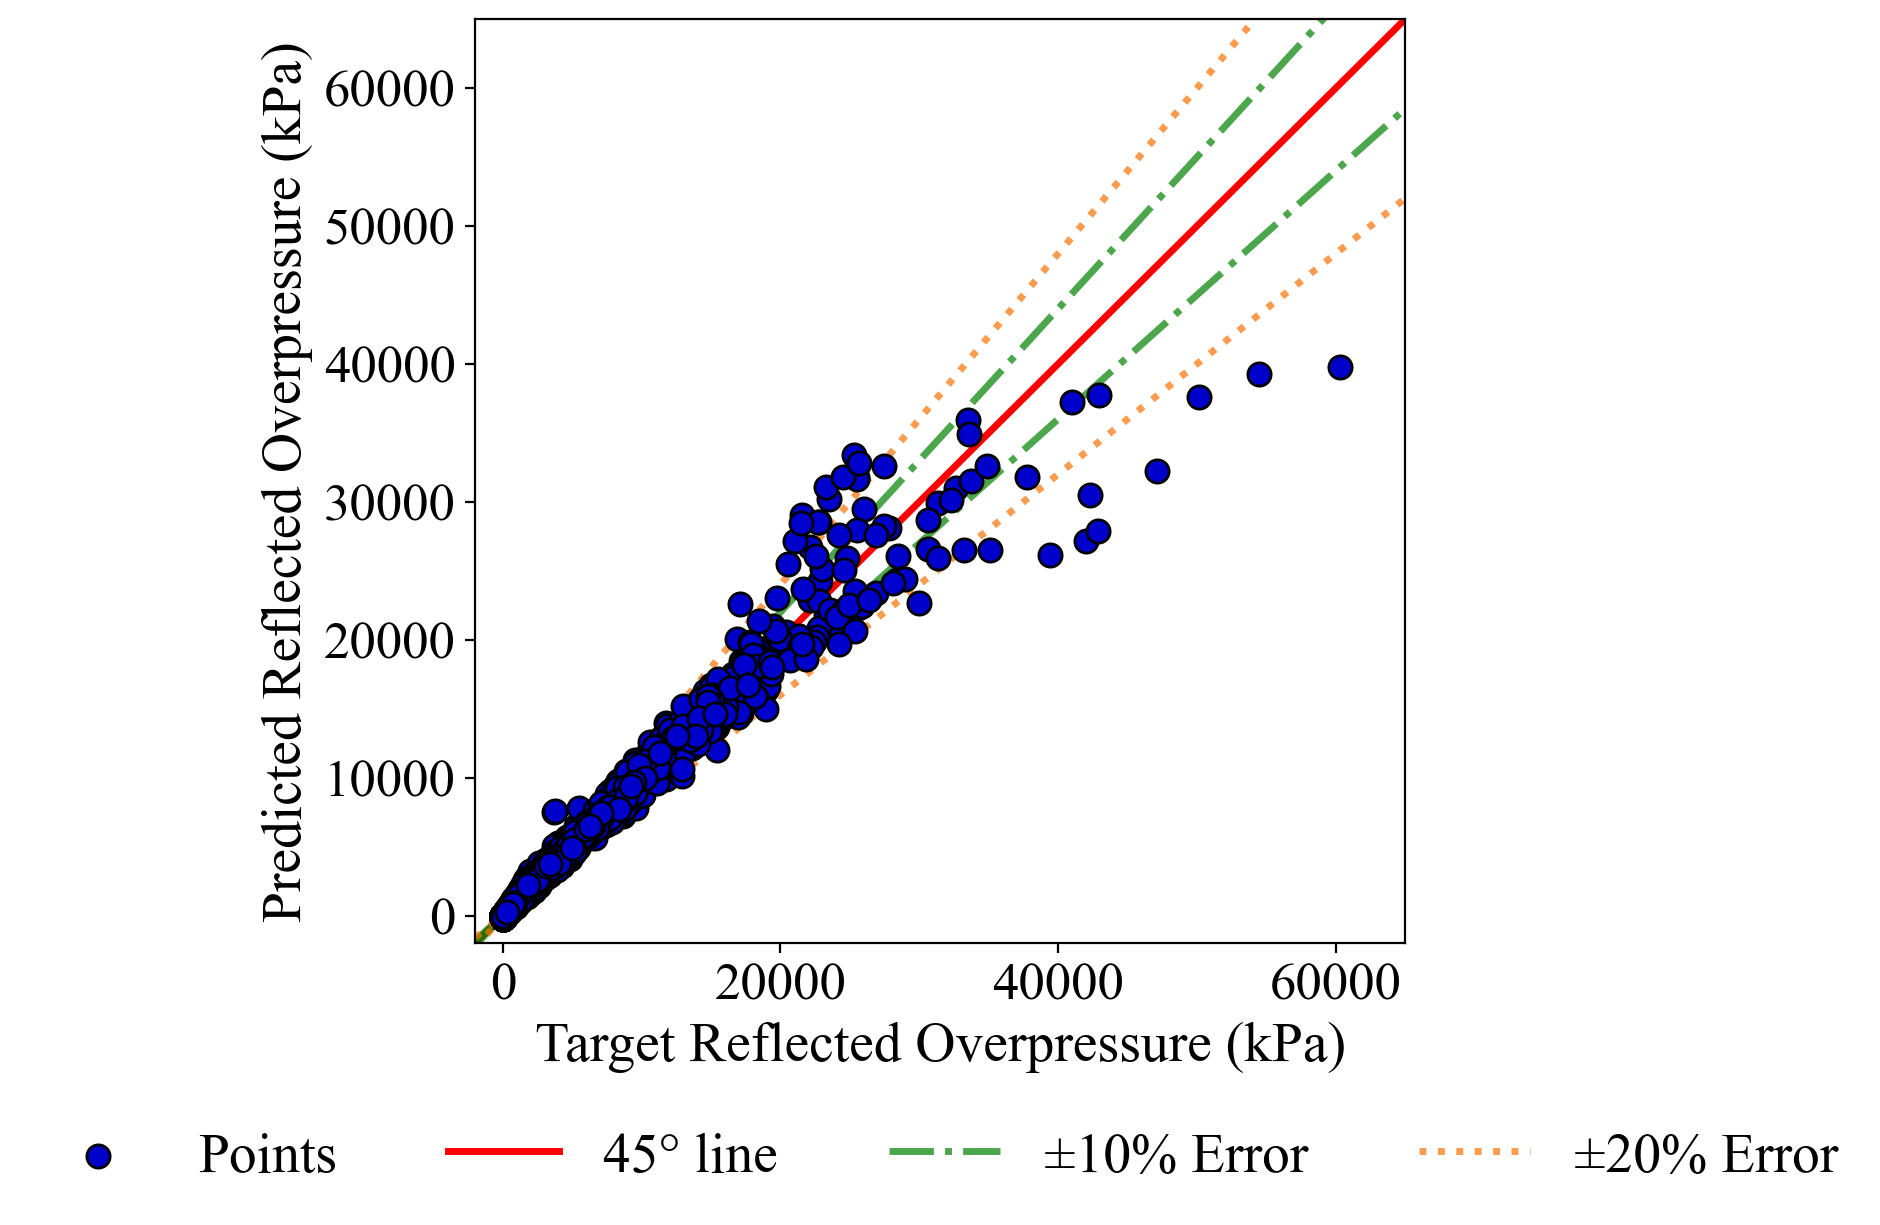 Predicted Reflected Overpressure (kPa)
60000
50000
40000
30000
20000
10000
0
0 20000 40000 60000
Target Reflected Overpressure (kPa)
Points 45° line ±10% Error ±20% Error